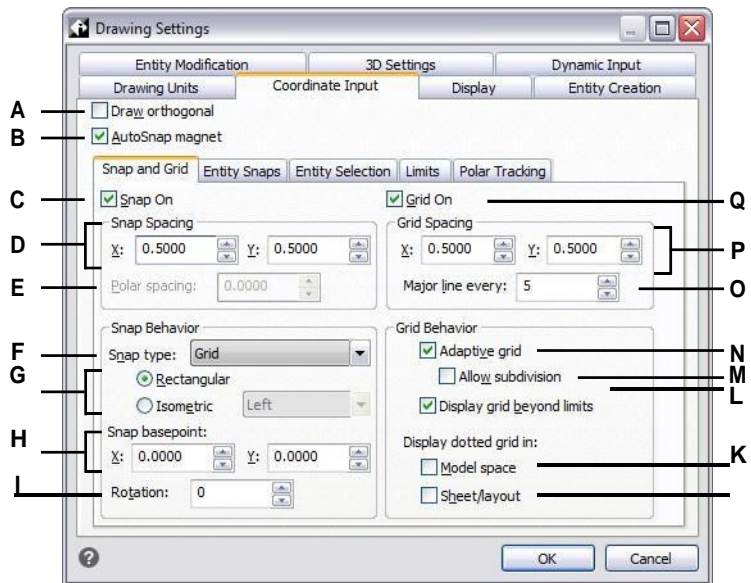 Drawing Settings
Entity Modification 3D Settings Dynamic Input
Drawing Units Coordinate Input Display Entity Creation
A Draw orthogonal
B AutoSnap magnet
Snap and Grid Entity Snaps Entity Selection Limits Polar Tracking
C Snap On Grid On Q
Snap Spacing Grid Spacing
D X: 0.5000 Y: 0.5000 X: 0.5000 Y: 0.5000 P
E Polar spacing: 0.0000 Major line every: 5 O
Snap Behavior Grid Behavior
F Snap type: Grid Adaptive grid N
G Rectangular Allow subdivision M
L
Isometric Left Display grid beyond limits
H Snap basepoint: Display dotted grid in:
X: 0.0000 Y: 0.0000 Model space K
I Rotation: 0 Sheet/layout
? OK Cancel